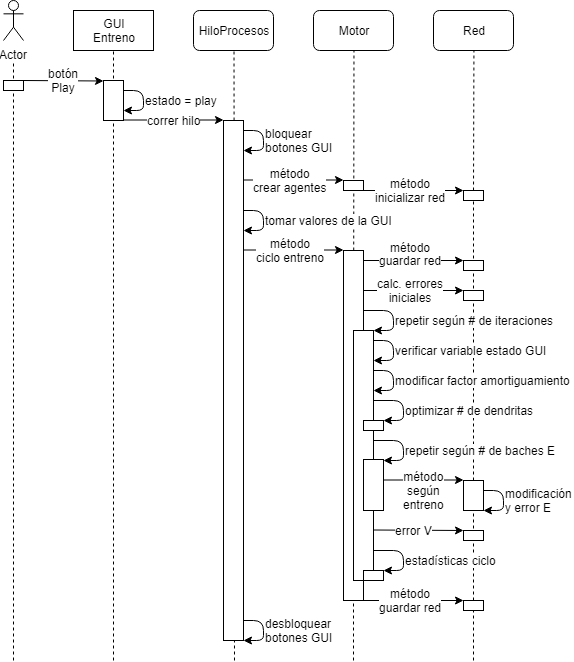 GUI
Entreno
HiloProcesos
Motor
Red
Actor
botón
Play
estado = play
correr hilo
bloquear
botones GUI
método
crear agentes
método
inicializar red
tomar valores de la GUI
método
ciclo entreno
método
guardar red
calc. errores
iniciales
repetir según # de iteraciones
verificar variable estado GUI
modificar factor amortiguamiento
optimizar # de dendritas
repetir según # de baches E
método
según
entreno
modificación
y error E
error V
estadísticas ciclo
método
guardar red
desbloquear
botones GUI